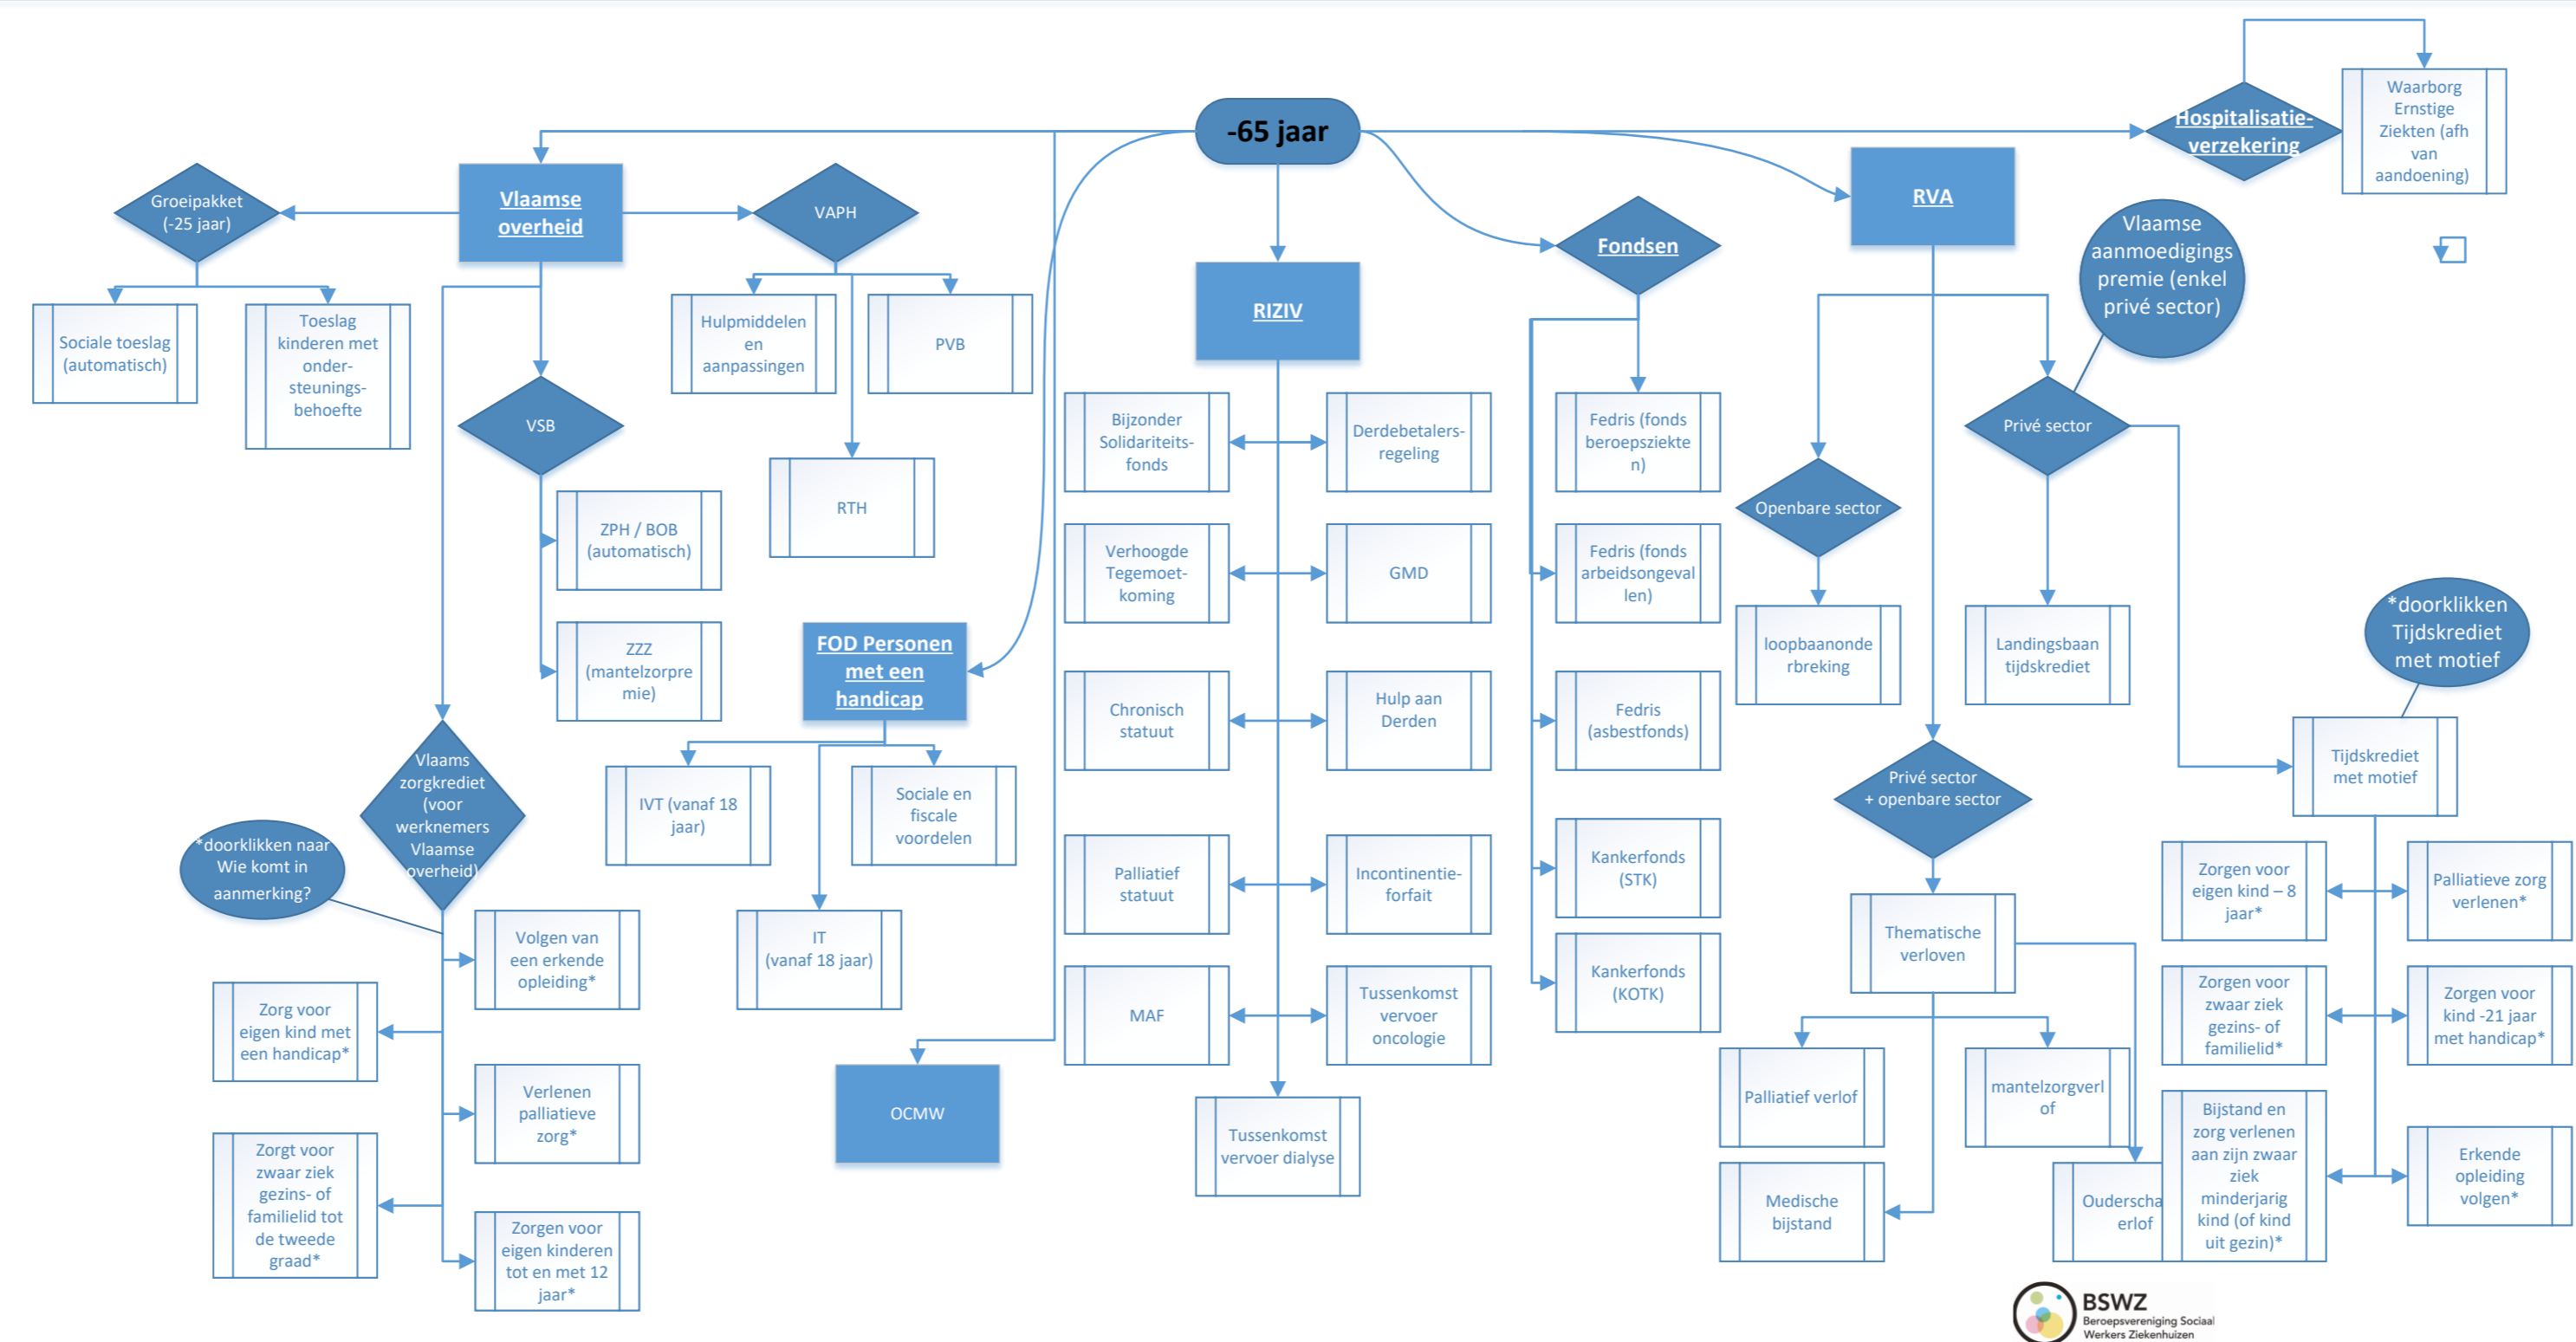 -65 jaar
Hospitalisatie-
verzekering
Waarborg
Ernstige
Ziekten (afh
van
aandoening)
Groeipakket
(-25 jaar)
Vlaamse
overheid
VAPH
Fondsen
RVA
Vlaamse
aanmoedigings
premie (enkel
privé sector)
Sociale toeslag
(automatisch)
Toeslag
kinderen met
onder-
steunings-
behoefte
Hulpmiddelen
en
aanpassingen
PVB
RIZIV
VSB
RTH
ZPH / BOB
(automatisch)
ZZZ
(mantelzorpre
mie)
FOD Personen
met een
handicap
IVT (vanaf 18
jaar)
Sociale en
fiscale
voordelen
IT
(vanaf 18 jaar)
OCMW
Vlaams
zorgkrediet
(voor
werknemers
Vlaamse
overheid)
*doorklikken naar
Wie komt in
aanmerking?
Volgen van
een erkende
opleiding*
Zorg voor
eigen kind met
een handicap*
Verlenen
palliatieve
zorg*
Zorgt voor
zwaar ziek
gezins- of
familielid tot
de tweede
graad*
Zorgen voor
eigen kinderen
tot en met 12
jaar*
Bijzonder
Solidariteits-
fonds
Derdebetalers-
regeling
Verhoogde
Tegemoet-
koming
GMD
Chronisch
statuut
Hulp aan
Derden
Palliatief
statuut
Incontinentie-
forfait
MAF
Tussenkomst
vervoer
oncologie
Tussenkomst
vervoer dialyse
Fedris (fonds
beroepsziekte
n)
Fedris (fonds
arbeidsongeval
len)
Fedris
(asbestfonds)
Kankerfonds
(STK)
Kankerfonds
(KOTK)
Openbare sector
Privé sector
loopbaanonde
rbreking
Landingsbaan
tijdskrediet
Privé sector
+ openbare sector
Thematische
verloven
Palliatief verlof
mantelzorgverl
of
Medische
bijstand
Ouderscha
erlof
*doorklikken
Tijdskrediet
met motief
Tijdskrediet
met motief
Zorgen voor
eigen kind – 8
jaar*
Palliatieve zorg
verlenen*
Zorgen voor
zwaar ziek
gezins- of
familielid*
Zorgen voor
kind -21 jaar
met handicap*
Bijstand en
zorg verlenen
aan zijn zwaar
ziek
minderjarig
kind (of kind
uit gezin)*
Erkende
opleiding
volgen*
BSWZ
Beroepsvereniging Sociaal
Werkers Ziekenhuizen